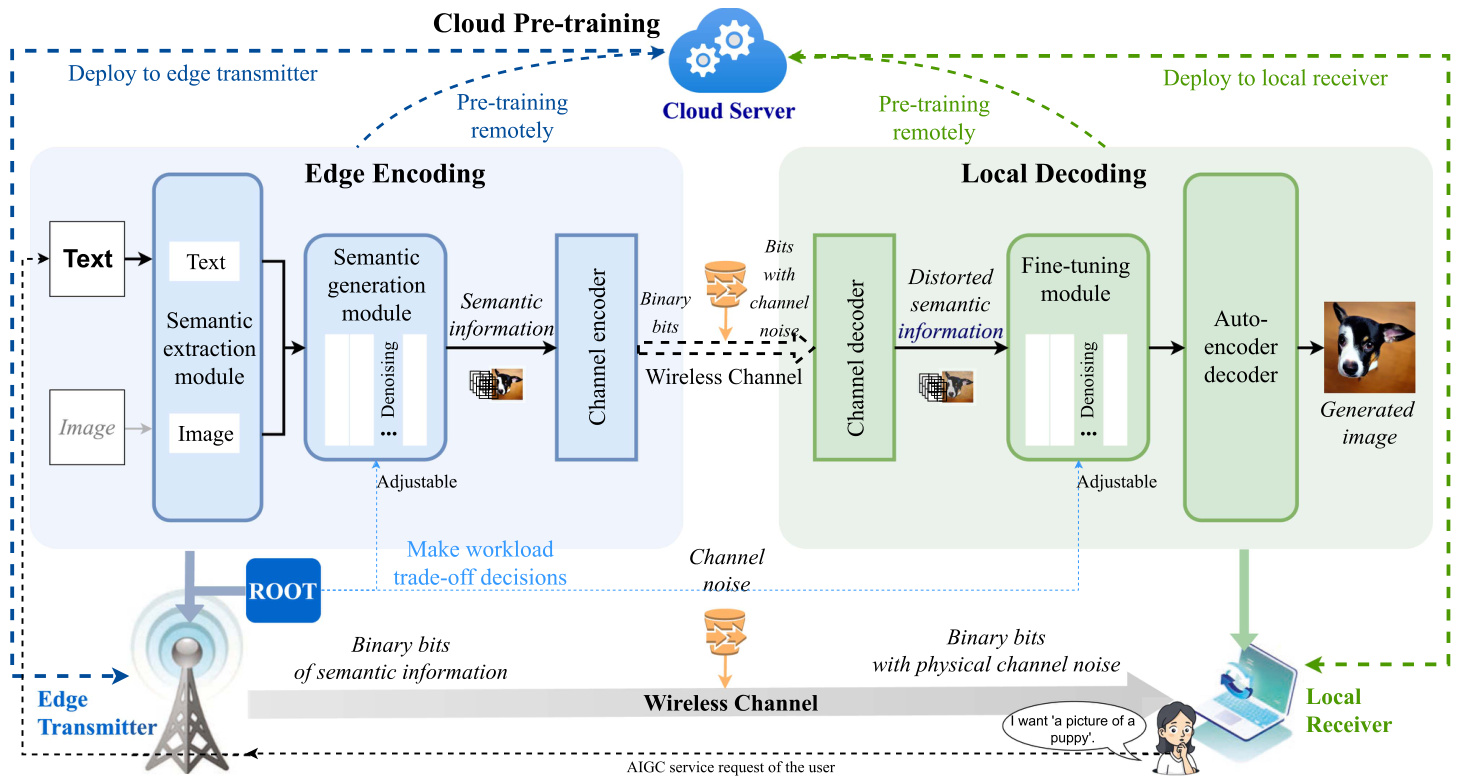 Cloud Pre-training
Deploy to edge transmitter
Pre-training
remotely
Cloud Server
Pre-training
remotely
Deploy to local receiver
Edge Encoding
Text
Image
Text
Semantic
extraction
module
Image
Semantic
generation
module
Denoising
...
Adjustable
Semantic
information
Channel encoder
Binary
bits
Bits
with
channel
noise
Wireless Channel
Local Decoding
Channel decoder
Distorted
semantic
information
Fine-tuning
module
Denoising
...
Adjustable
Auto-
encoder
decoder
Generated
image
ROOT
Make workload
trade-off decisions
Channel
noise
Binary bits
of semantic information
Binary bits
with physical channel noise
Wireless Channel
Edge
Transmitter
Local
Receiver
I want 'a picture of a
puppy'.
AIGC service request of the user